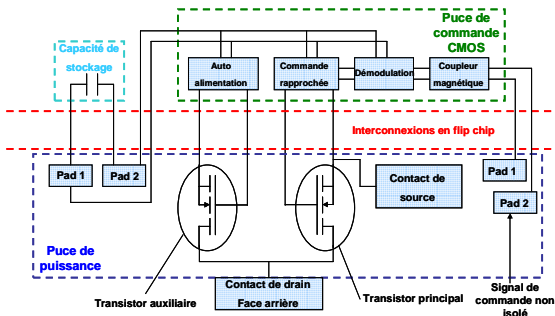 Puce de
commande
CMOS
Capacité de
stockage
Auto
alimentation
Commande
rapprochée
Démodulation
Coupleur
magnétique
Interconnexions en flip chip
Pad 1
Pad 2
Contact de
source
Pad 1
Pad 2
Puce de
puissance
Contact de drain
Face arrière
Transistor auxiliaire
Transistor principal
Signal de
commande non
isolé